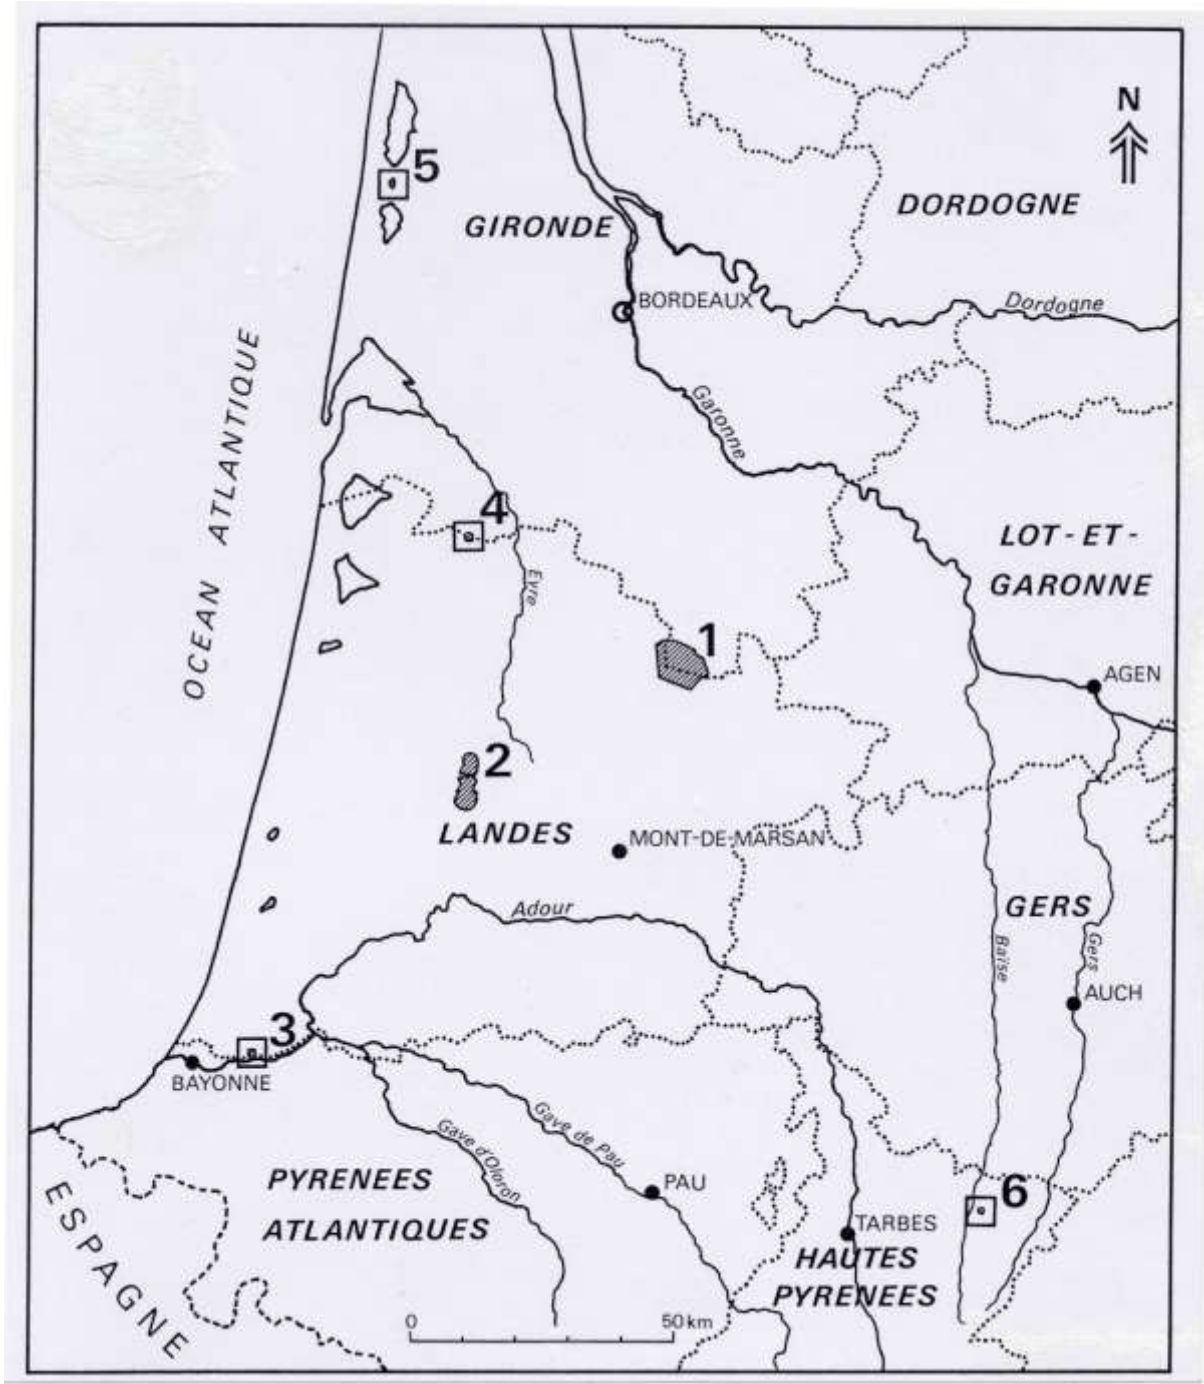 N
5
DORDOGNE
GIRONDE
BORDEAUX
Dordogne
OCEAN ATLANTIQUE
Garonne
4
LOT-ET-
GARONNE
Eyre
1
AGEN
2
LANDES
MONT-DE-MARSAN
Adour
GERS
Baïse
Gers
AUCH
3
BAYONNE
Gave d'Oloron
Gave de Pau
PYRENEES
ATLANTIQUES
PAU
6
TARBES
HAUTES
PYRENEES
ESPAGNE
0 50 km